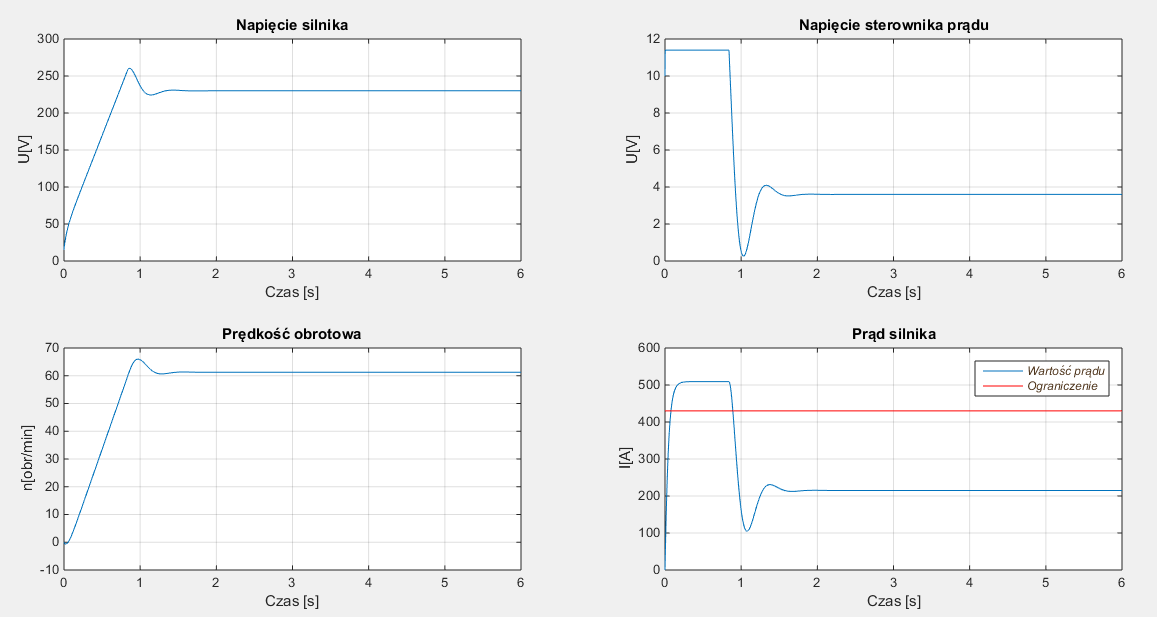 Napięcie silnika
300
250
200
150
100
50
0
U[V]
0 1 2 3 4 5 6
Czas [s]
Napięcie sterownika prądu
12
10
8
6
4
2
0
U[V]
0 1 2 3 4 5 6
Czas [s]
Prędkość obrotowa
70
60
50
40
30
20
10
0
-10
n[obr/min]
0 1 2 3 4 5 6
Czas [s]
Prąd silnika
600
500
400
300
200
100
0
I[A]
Wartość prądu
Ograniczenie
0 1 2 3 4 5 6
Czas [s]